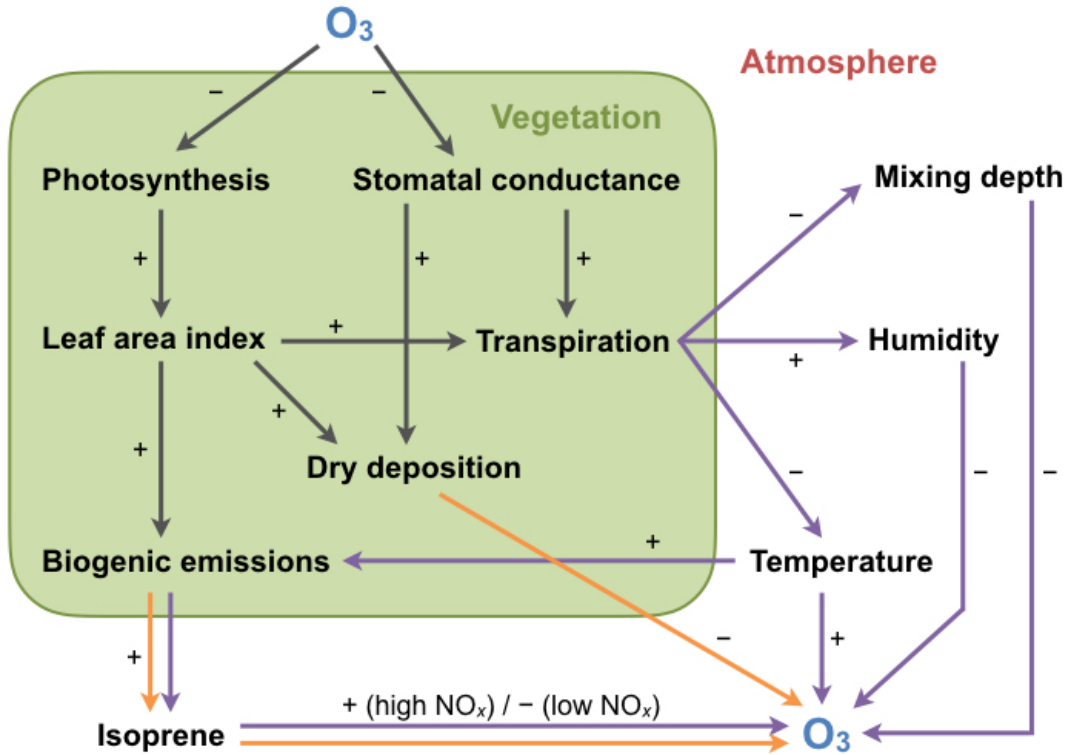 O₃
Atmosphere
−
−
Vegetation
Photosynthesis
Stomatal conductance
Mixing depth
−
+
+
+
Leaf area index
+
Transpiration
Humidity
+
+
+
Dry deposition
−
−
−
Biogenic emissions
+
Temperature
+
−
+
+ (high NOₓ) / − (low NOₓ)
Isoprene
O₃